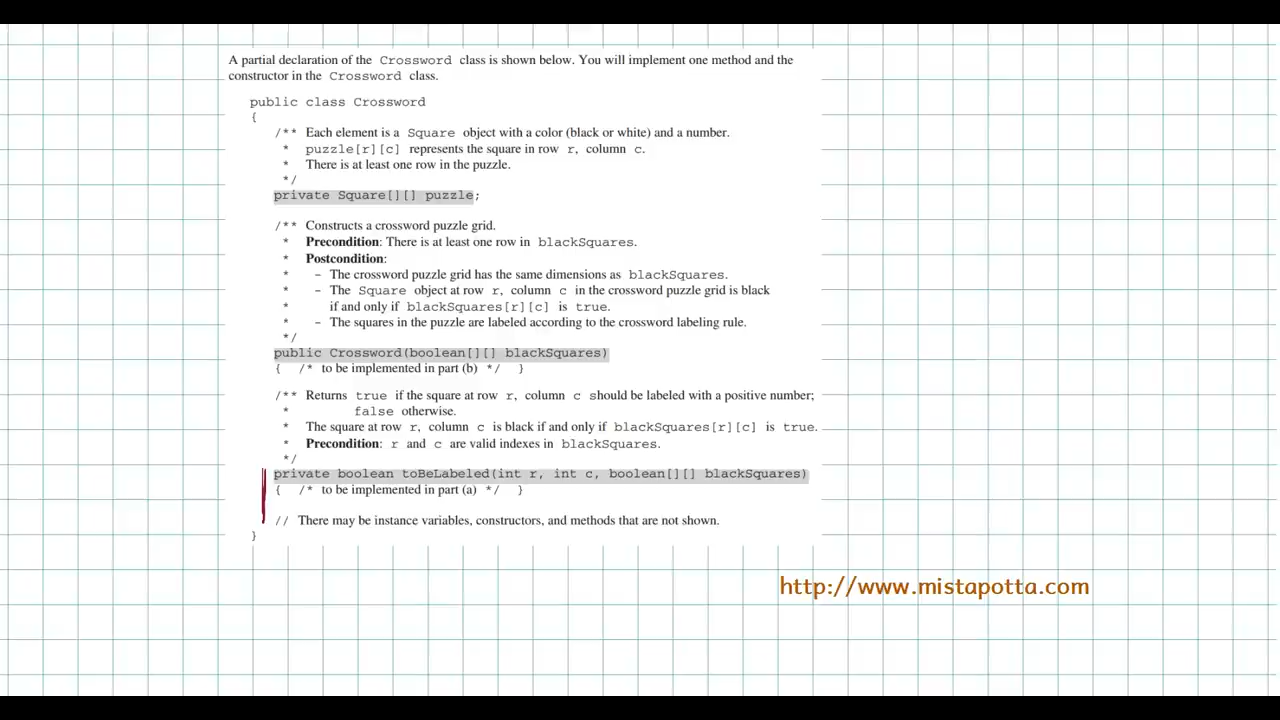 A partial declaration of the Crossword class is shown below. You will implement one method and the
constructor in the Crossword class.
public class Crossword
{
/** Each element is a Square object with a color (black or white) and a number.
* puzzle[r][c] represents the square in row r, column c.
* There is at least one row in the puzzle.
*/
private Square[][] puzzle;
/** Constructs a crossword puzzle grid.
* Precondition: There is at least one row in blackSquares.
* Postcondition:
* – The crossword puzzle grid has the same dimensions as blackSquares.
* – The Square object at row r, column c in the crossword puzzle grid is black
* if and only if blackSquares[r][c] is true.
* – The squares in the puzzle are labeled according to the crossword labeling rule.
*/
public Crossword(boolean[][] blackSquares)
{ /* to be implemented in part (b) */ }
/** Returns true if the square at row r, column c should be labeled with a positive number;
* false otherwise.
* The square at row r, column c is black if and only if blackSquares[r][c] is true.
* Precondition: r and c are valid indexes in blackSquares.
*/
private boolean toBeLabeled(int r, int c, boolean[][] blackSquares)
{ /* to be implemented in part (a) */ }
// There may be instance variables, constructors, and methods that are not shown.
}
http://www.mistapotta.com